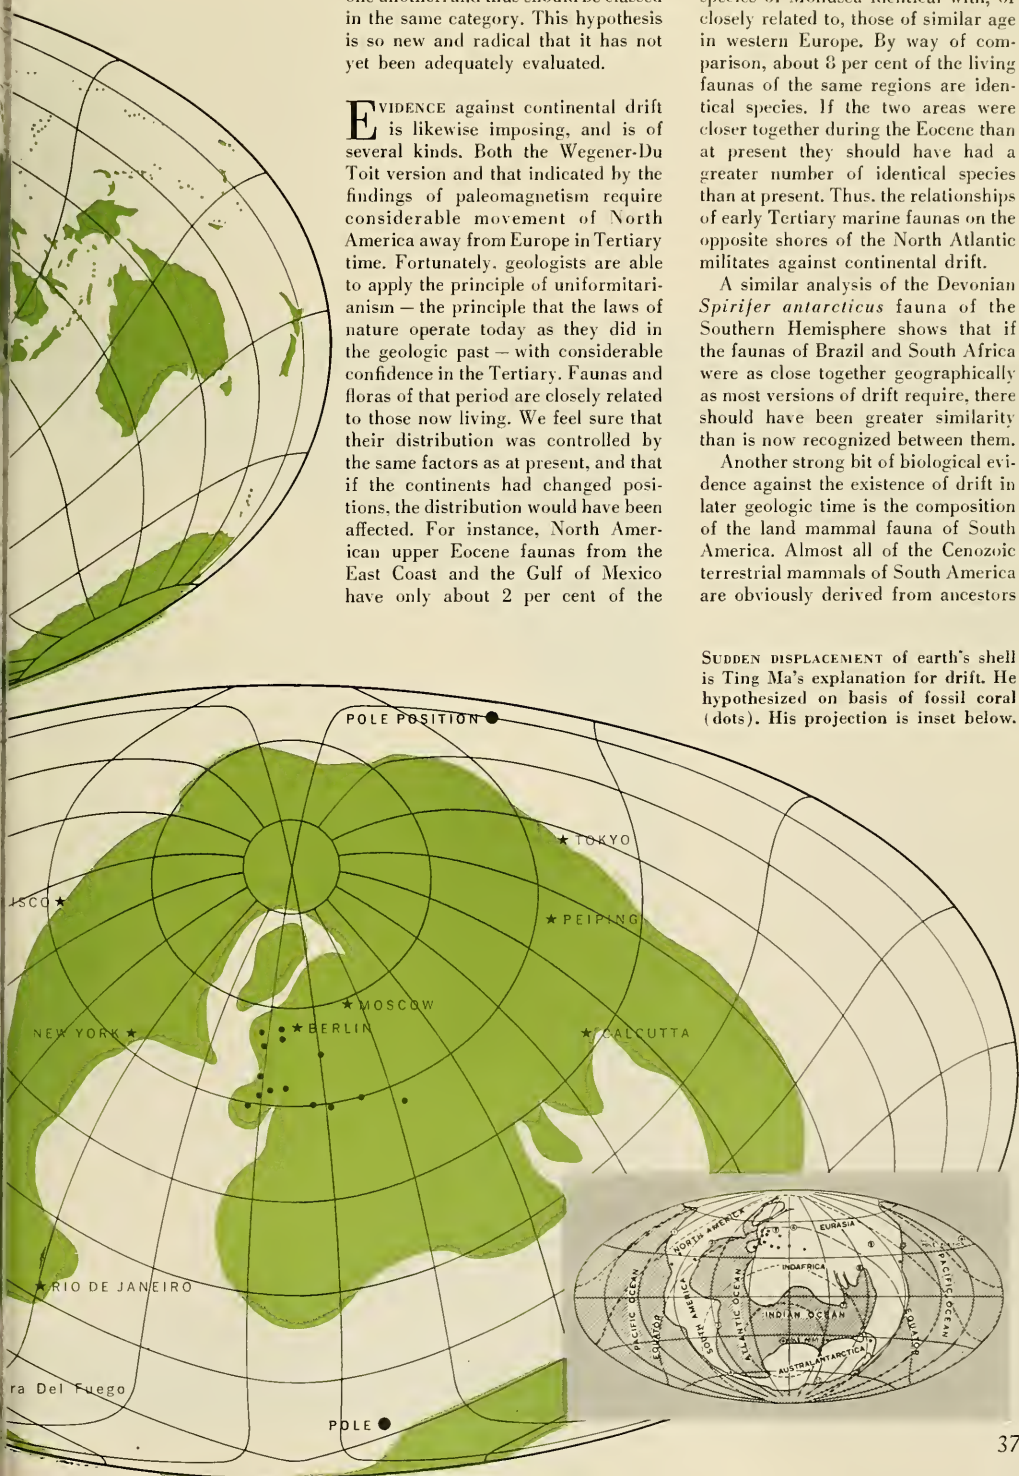 in the same category. This hypothesis
is so new and radical that it has not
yet been adequately evaluated.
EVIDENCE against continental drift
is likewise imposing, and is of
several kinds. Both the Wegener-Du
Toit version and that indicated by the
findings of paleomagnetism require
considerable movement of North
America away from Europe in Tertiary
time. Fortunately, geologists are able
to apply the principle of uniformitari-
anism — the principle that the laws of
nature operate today as they did in
the geologic past — with considerable
confidence in the Tertiary. Faunas and
floras of that period are closely related
to those now living. We feel sure that
their distribution was controlled by
the same factors as at present, and that
if the continents had changed posi-
tions, the distribution would have been
affected. For instance, North Amer-
ican upper Eocene faunas from the
East Coast and the Gulf of Mexico
have only about 2 per cent of the
species of Mollusca identical with, or
closely related to, those of similar age
in western Europe. By way of com-
parison, about 8 per cent of the living
faunas of the same regions are iden-
tical species. If the two areas were
closer together during the Eocene than
at present they should have had a
greater number of identical species
than at present. Thus, the relationships
of early Tertiary marine faunas on the
opposite shores of the North Atlantic
militates against continental drift.
A similar analysis of the Devonian
Spirifer antarcticus fauna of the
Southern Hemisphere shows that if
the faunas of Brazil and South Africa
were as close together geographically
as most versions of drift require, there
should have been greater similarity
than is now recognized between them.
Another strong bit of biological evi-
dence against the existence of drift in
later geologic time is the composition
of the land mammal fauna of South
America. Almost all of the Cenozoic
terrestrial mammals of South America
are obviously derived from ancestors
SUDDEN DISPLACEMENT of earth's shell
is Ting Ma's explanation for drift. He
hypothesized on basis of fossil coral
(dots). His projection is inset below.
POLE POSITION
TOKYO
ISCO
PEIPING
MOSCOW
BERLIN
NEW YORK
CALCUTTA
RIO DE JANEIRO
ra Del Fuego
POLE
NORTH AMERICA
EURASIA
INDAFRICA
PACIFIC OCEAN
EQUATOR
SOUTH AMERICA
ATLANTIC OCEAN
INDIAN OCEAN
AUSTRALANTARCTICA
EQUATOR
PACIFIC OCEAN
37